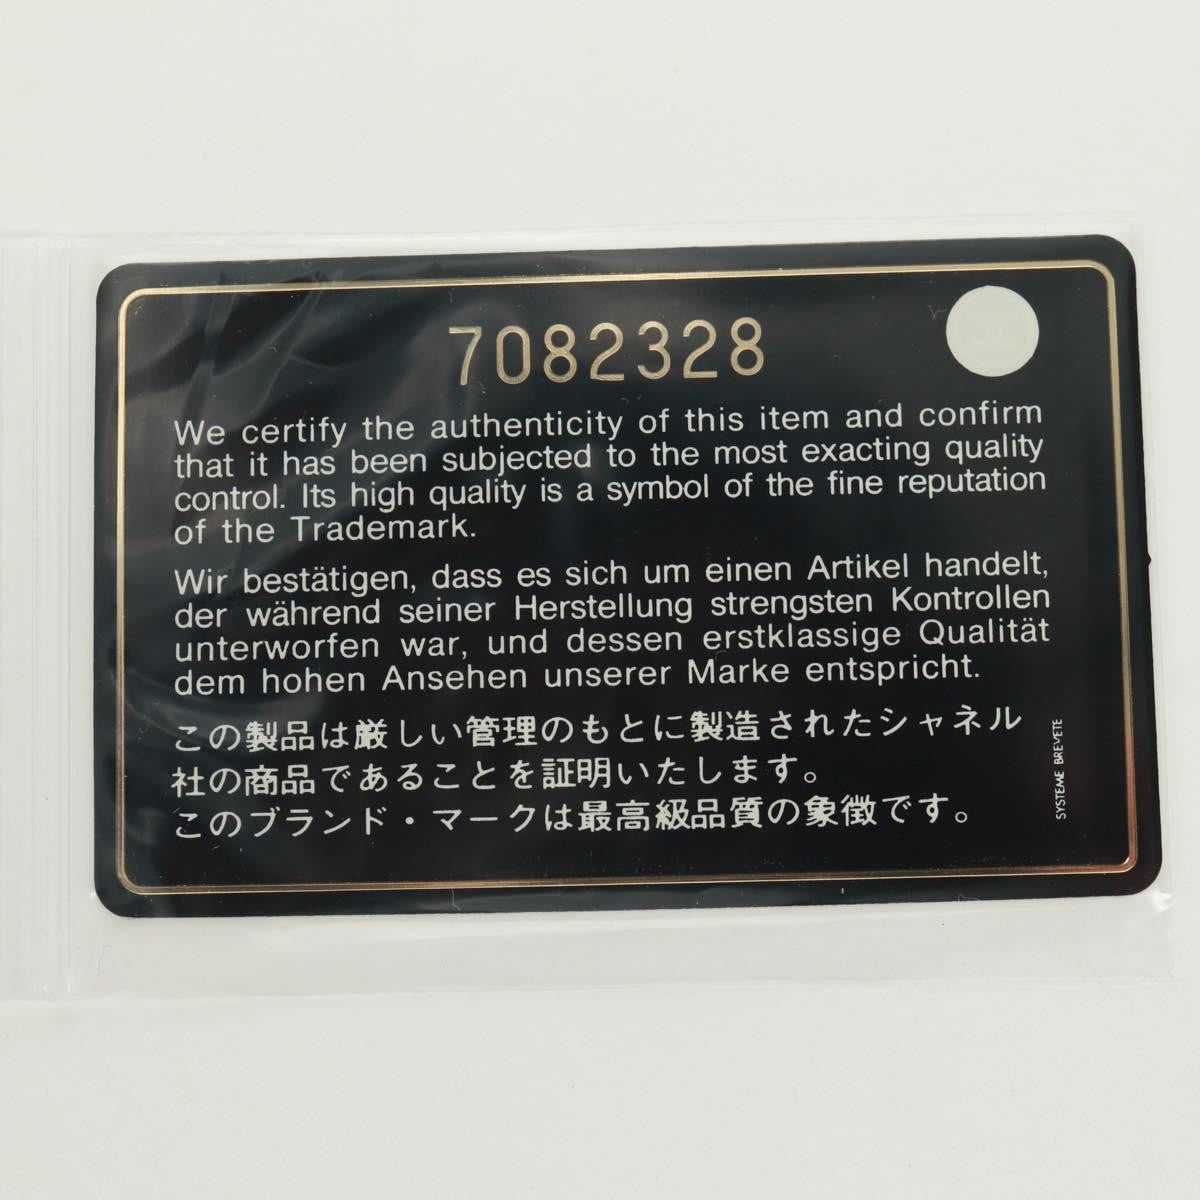 7082328
We certify the authenticity of this item and confirm
that it has been subjected to the most exacting quality
control. Its high quality is a symbol of the fine reputation
of the Trademark.
Wir bestätigen, dass es sich um einen Artikel handelt,
der während seiner Herstellung strengsten Kontrollen
unterworfen war, und dessen erstklassige Qualität
dem hohen Ansehen unserer Marke entspricht.
この製品は厳しい管理のもとに製造されたシャネル
社の商品であることを証明いたします。
このブランド・マークは最高級品質の象徴です。
SYSTEME BREVETE